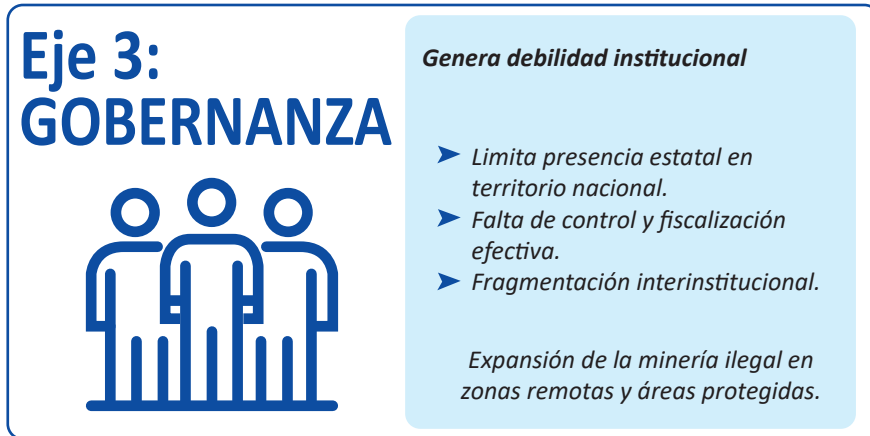 Eje 3:
GOBERNANZA
Genera debilidad institucional
➤ Limita presencia estatal en
territorio nacional.
➤ Falta de control y fiscalización
efectiva.
➤ Fragmentación interinstitucional.
Expansión de la minería ilegal en
zonas remotas y áreas protegidas.